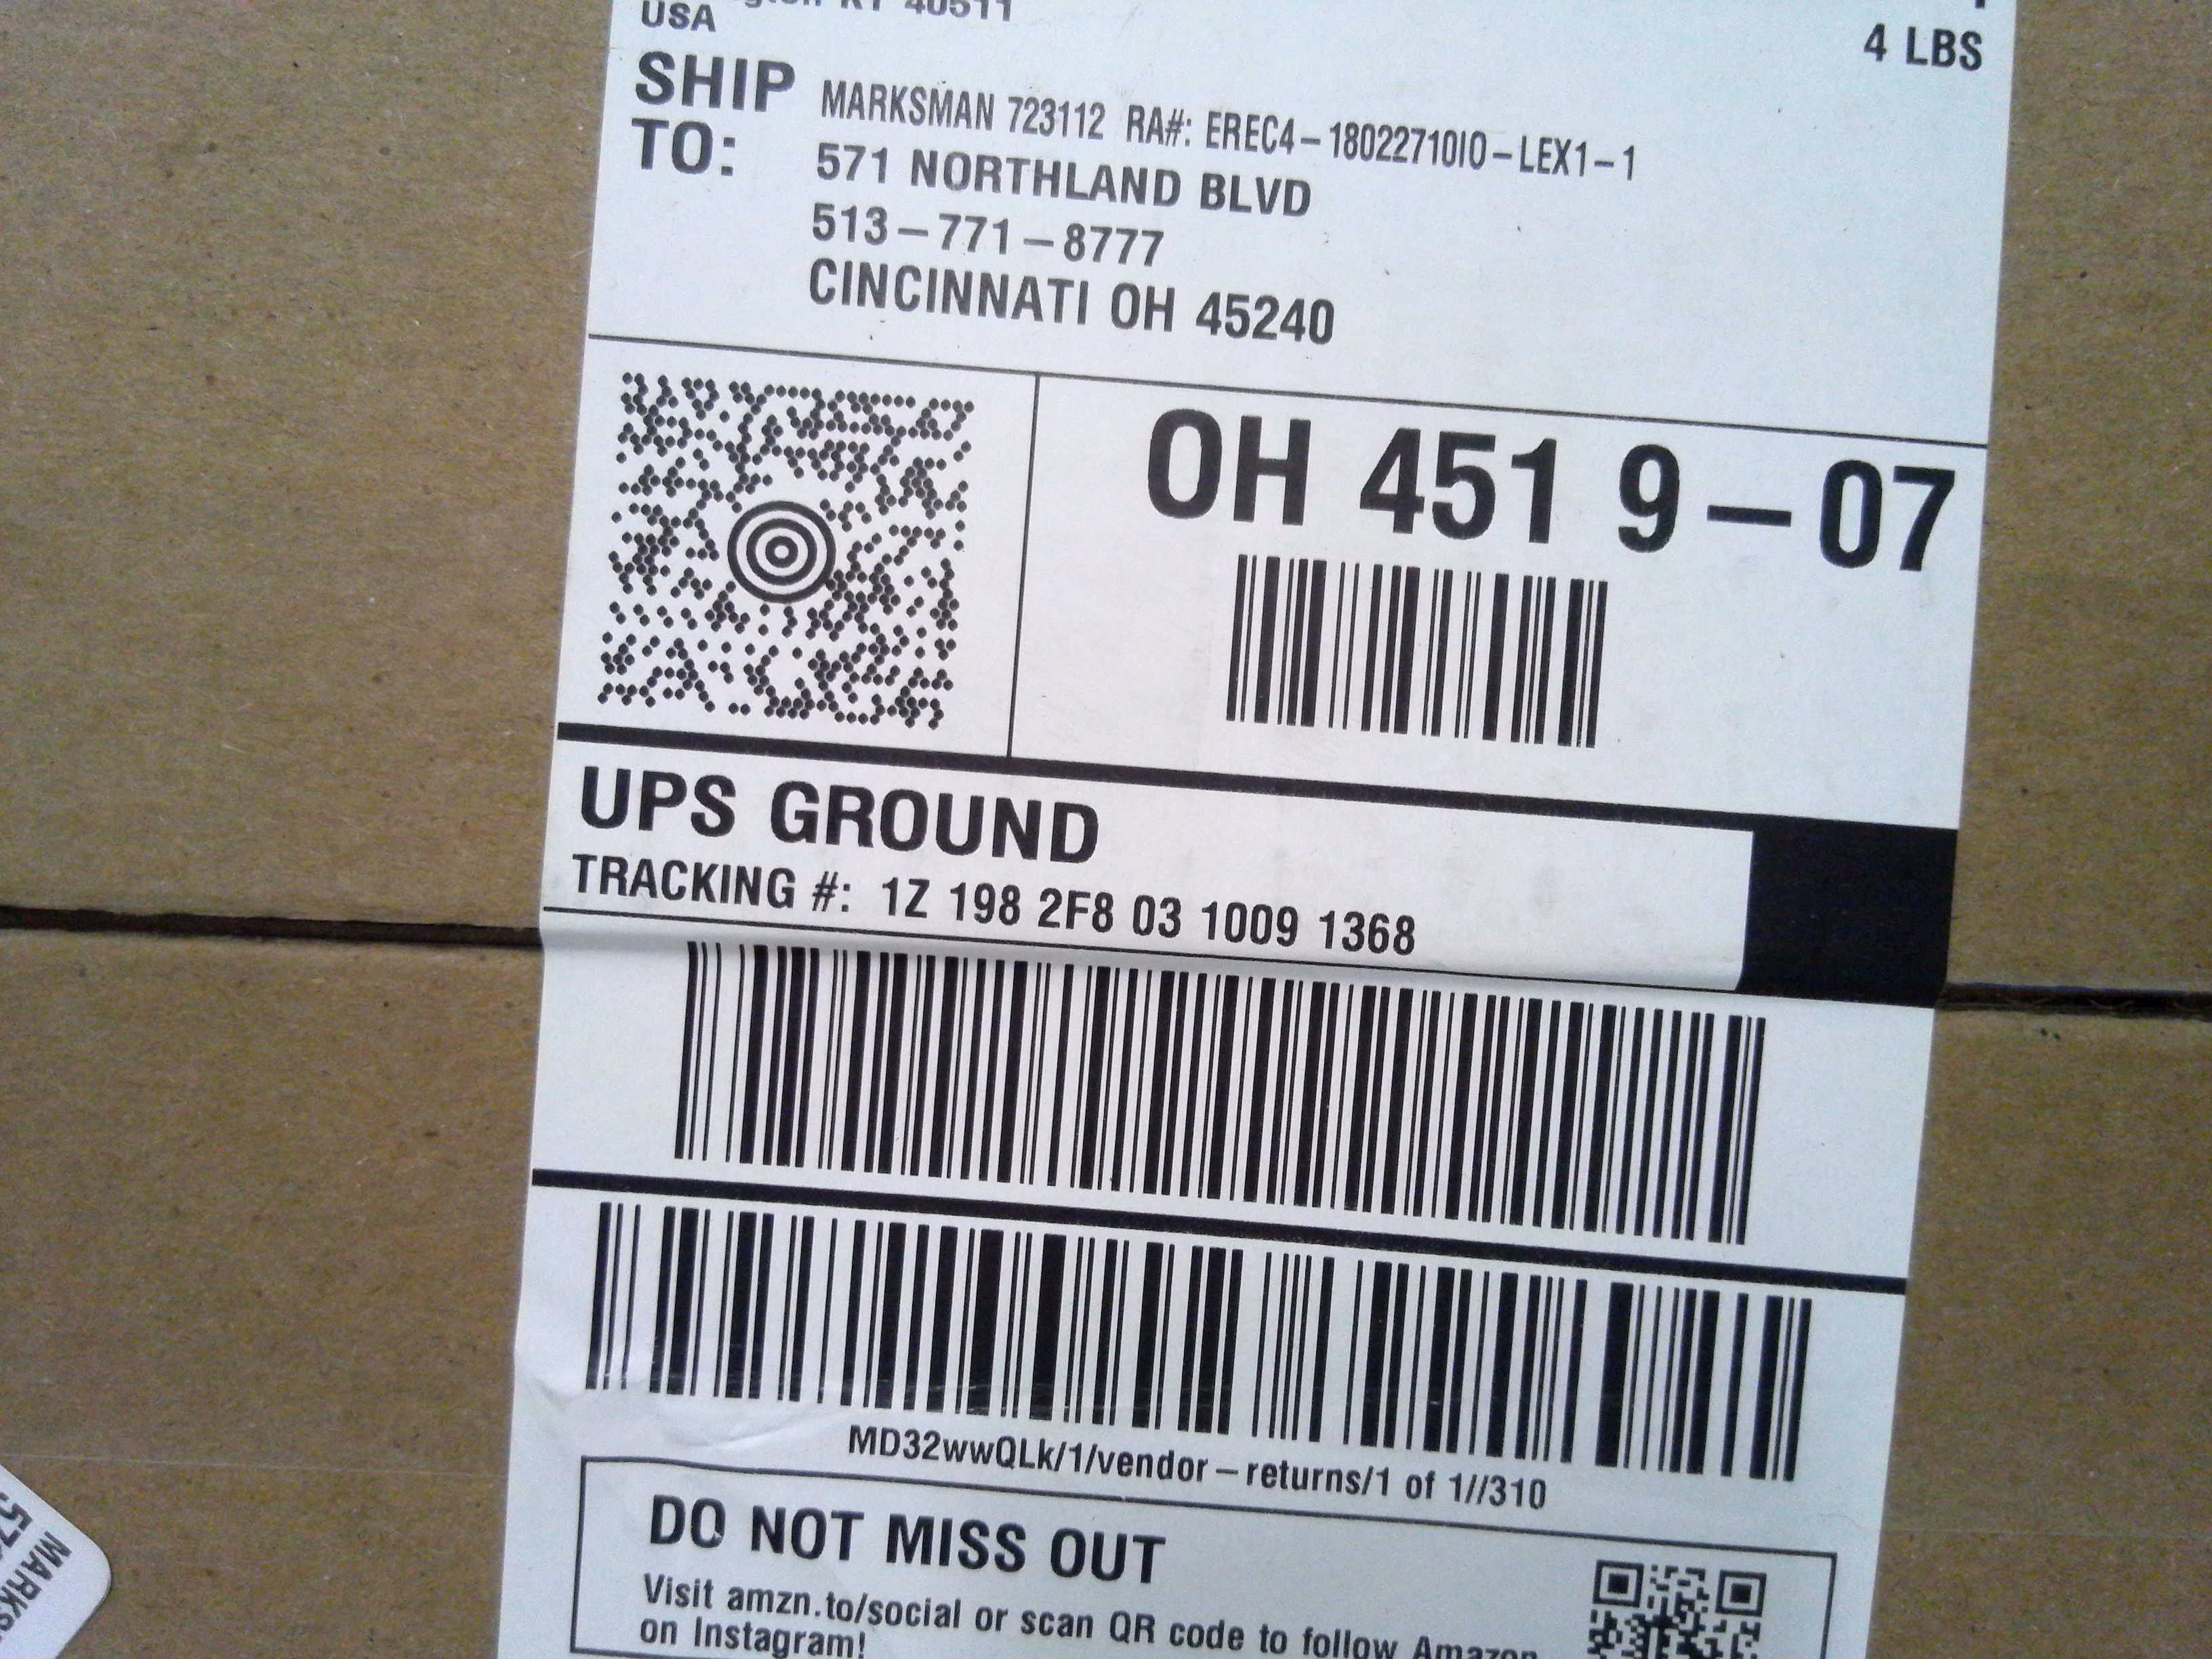 KY 40511
USA
4 LBS
SHIP TO:
MARKSMAN 723112 RA#: EREC4-18022710IO-LEX1-1
571 NORTHLAND BLVD
513-771-8777
CINCINNATI OH 45240
OH 451 9-07
UPS GROUND
TRACKING #: 1Z 198 2F8 03 1009 1368
MD32wwQLk/1/vendor-returns/1 of 1//310
DO NOT MISS OUT
Visit amzn.to/social or scan QR code to follow Amazon
on Instagram!